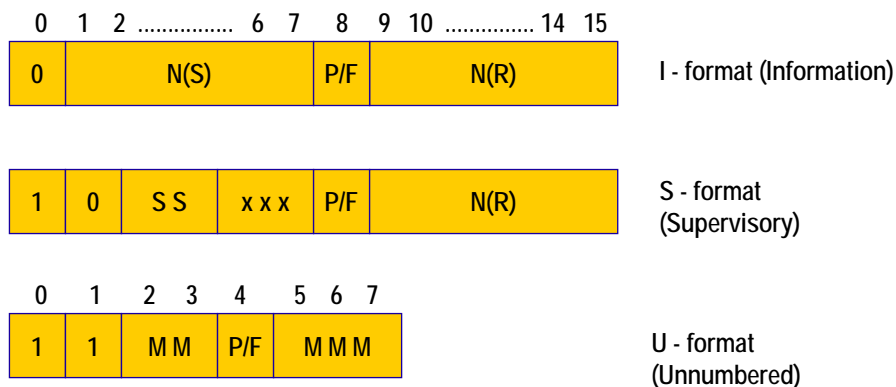 0 1 2 ............... 6 7 8 9 10 ............... 14 15
0 N(S) P/F N(R) I - format (Information)
1 0 S S x x x P/F N(R) S - format
(Supervisory)
0 1 2 3 4 5 6 7
1 1 M M P/F M M M U - format
(Unnumbered)